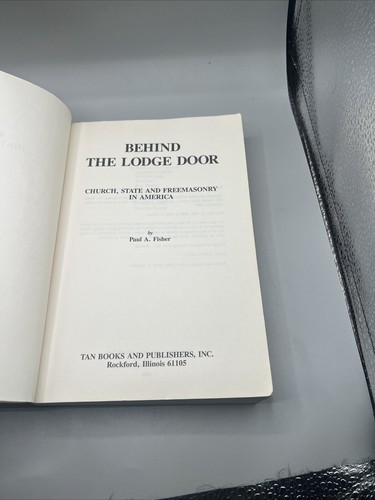 BEHIND
THE LODGE DOOR
CHURCH, STATE AND FREEMASONRY
IN AMERICA
by
Paul A. Fisher
TAN BOOKS AND PUBLISHERS, INC.
Rockford, Illinois 61105